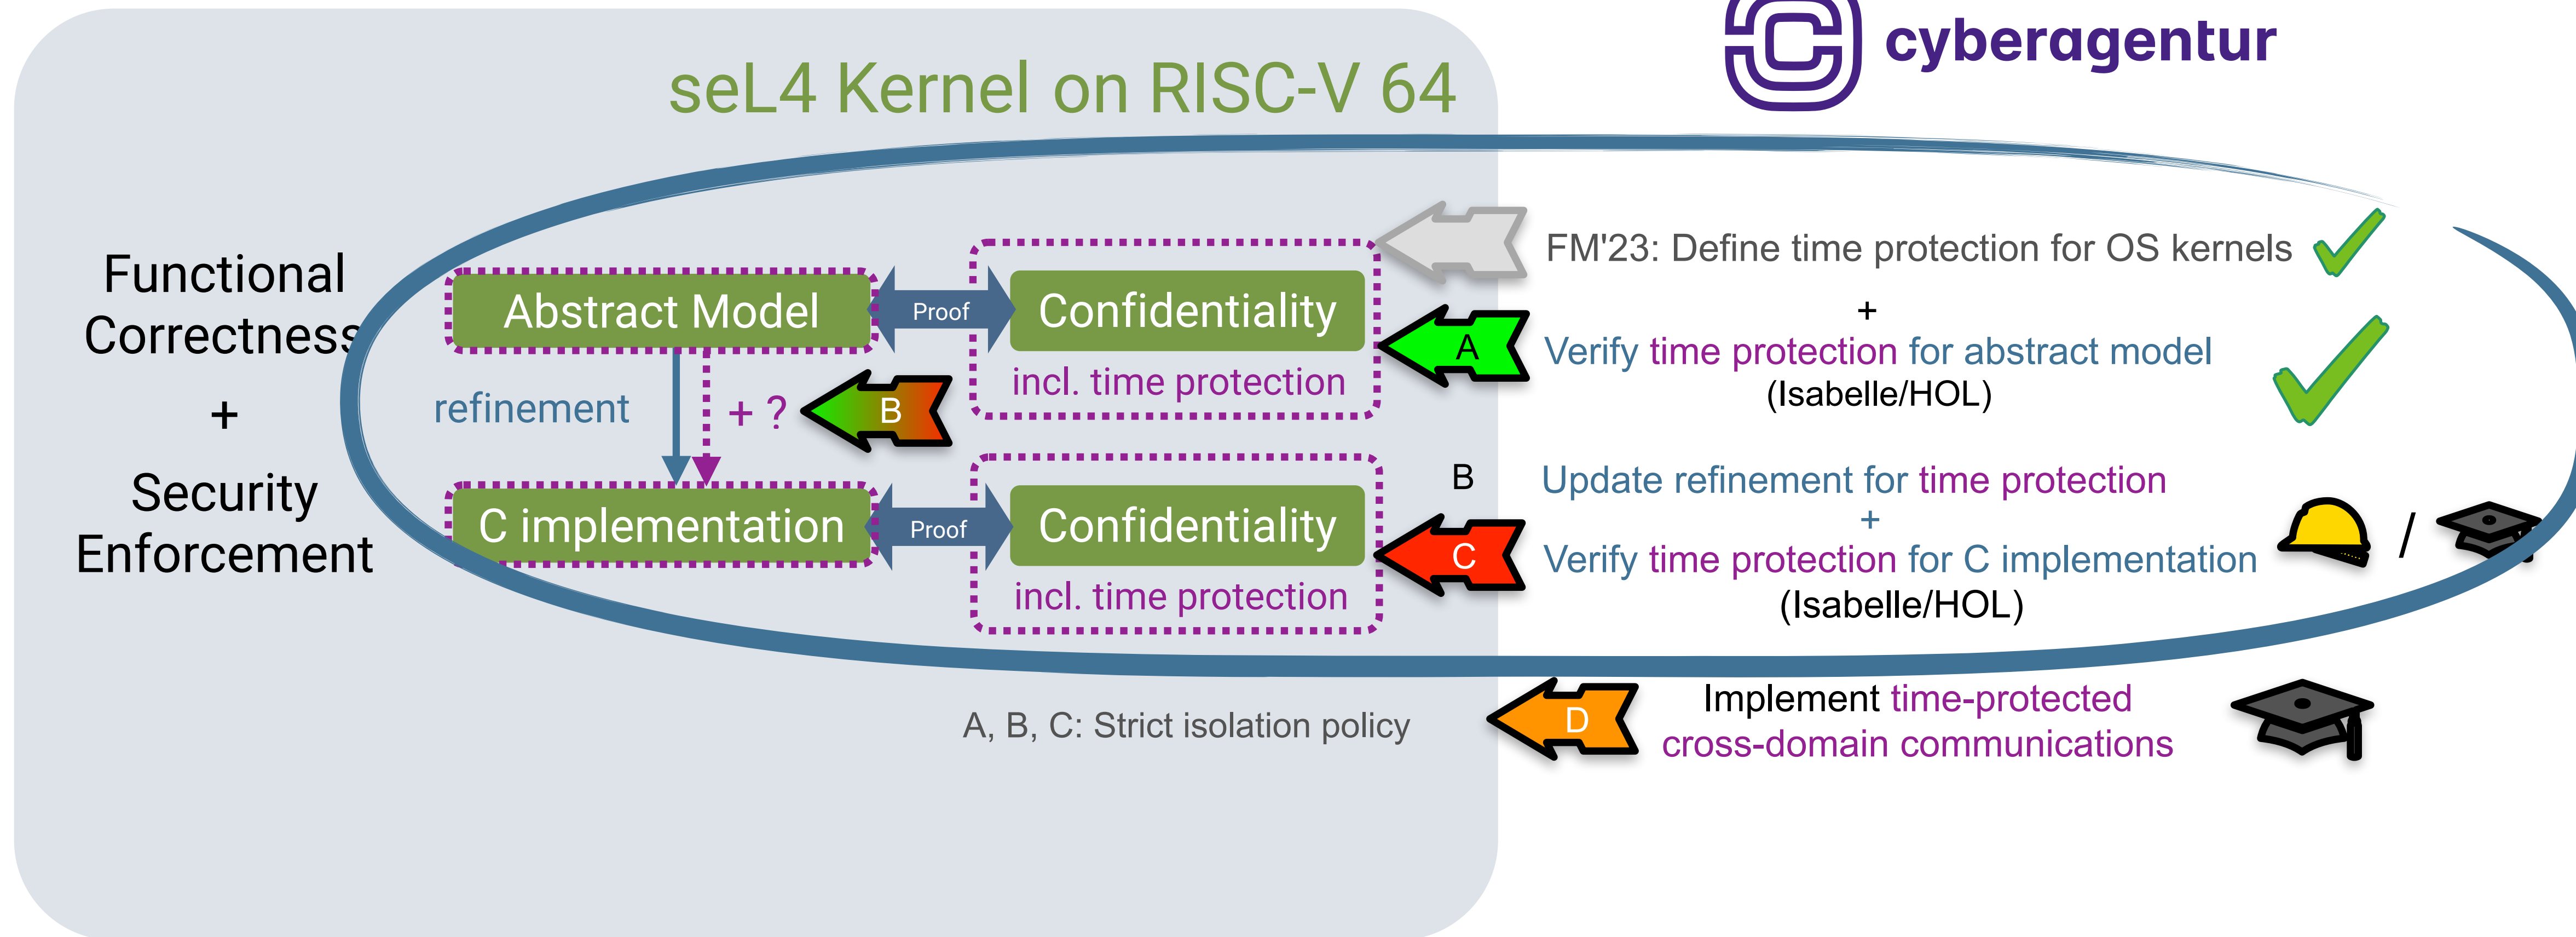 cyberagentur
seL4 Kernel on RISC-V 64
Functional
Correctness
+
Security
Enforcement
Abstract Model
Proof
Confidentiality
incl. time protection
refinement
+ ?
B
C implementation
Proof
Confidentiality
incl. time protection
FM'23: Define time protection for OS kernels
+
A
Verify time protection for abstract model
(Isabelle/HOL)
B
Update refinement for time protection
+
C
Verify time protection for C implementation
/
(Isabelle/HOL)
A, B, C: Strict isolation policy
D
Implement time-protected
cross-domain communications